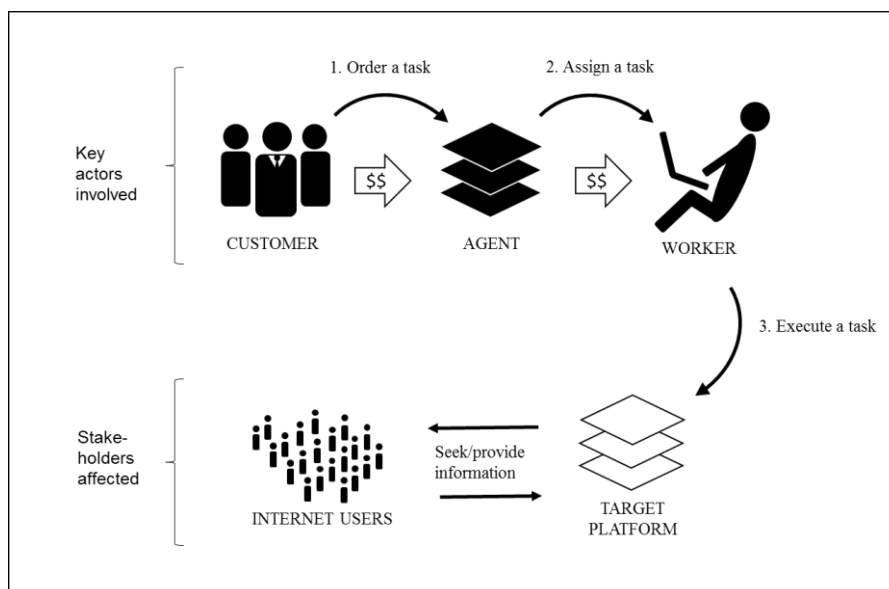 1. Order a task
2. Assign a task
Key
actors
involved
$$
$$
CUSTOMER
AGENT
WORKER
3. Execute a task
Stake-
holders
affected
Seek/provide
information
INTERNET USERS
TARGET
PLATFORM